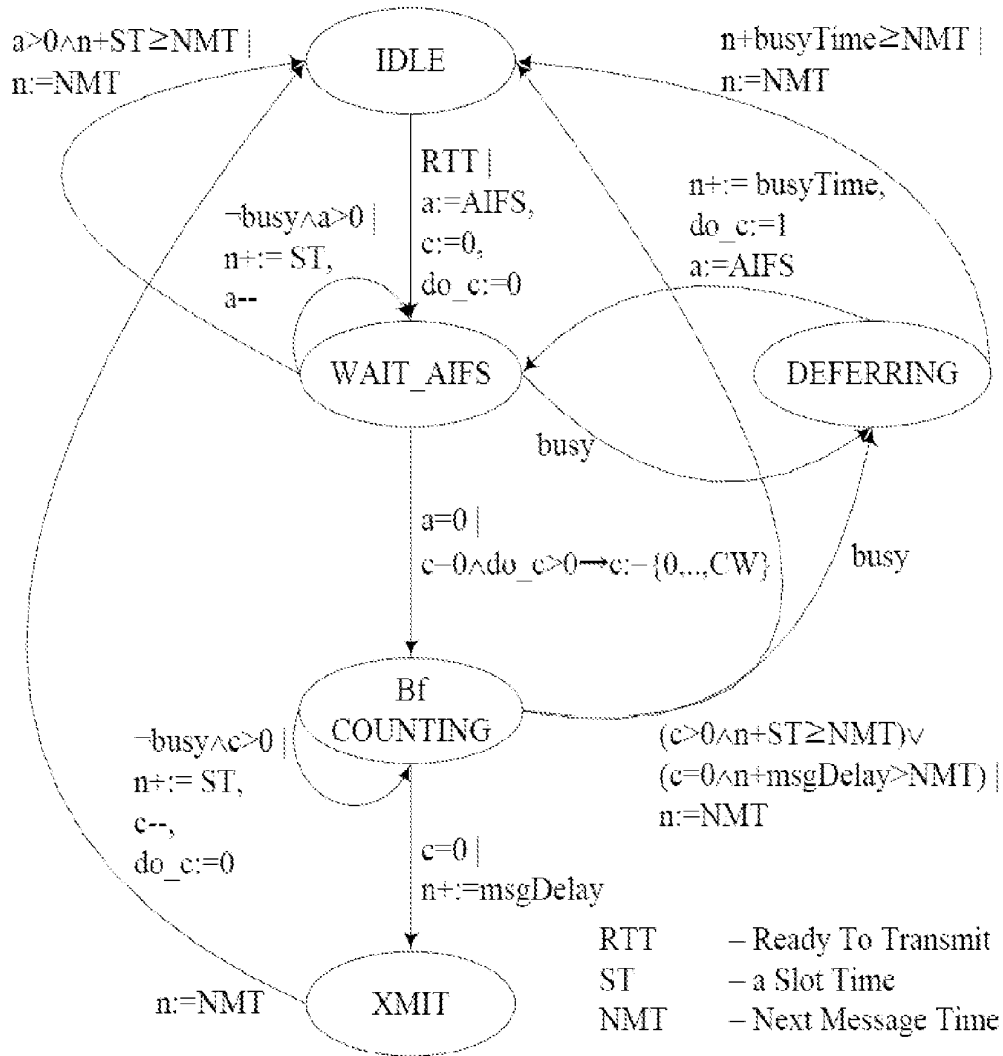 a>0∧n+ST≥NMT |
n:=NMT
IDLE
n+busyTime≧NMT |
n:=NMT
RTT |
a:=AIFS,
c:=0,
do_c:=0
¬busy∧a>0 |
n+:= ST,
a--
n+:= busyTime,
do_c:=1
a:=AIFS
WAIT_AIFS
DEFERRING
busy
a=0 |
c=0∧do_c>0→c:={0,..,CW}
busy
Bf
COUNTING
¬busy∧c>0 |
n+:= ST,
c--,
do_c:=0
(c>0∧n+ST≧NMT)∨
(c=0∧n+msgDelay>NMT) |
n:=NMT
c=0 |
n+:=msgDelay
n:=NMT
XMIT
RTT – Ready To Transmit
ST – a Slot Time
NMT – Next Message Time